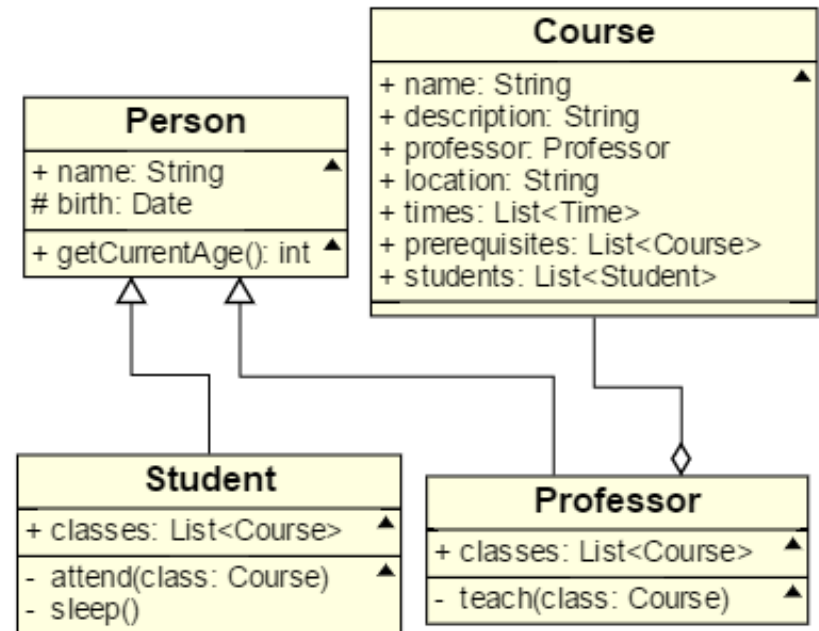 Person
+ name: String
# birth: Date
+ getCurrentAge(): int
Course
+ name: String
+ description: String
+ professor: Professor
+ location: String
+ times: List<Time>
+ prerequisites: List<Course>
+ students: List<Student>
Student
+ classes: List<Course>
- attend(class: Course)
- sleep()
Professor
+ classes: List<Course>
- teach(class: Course)